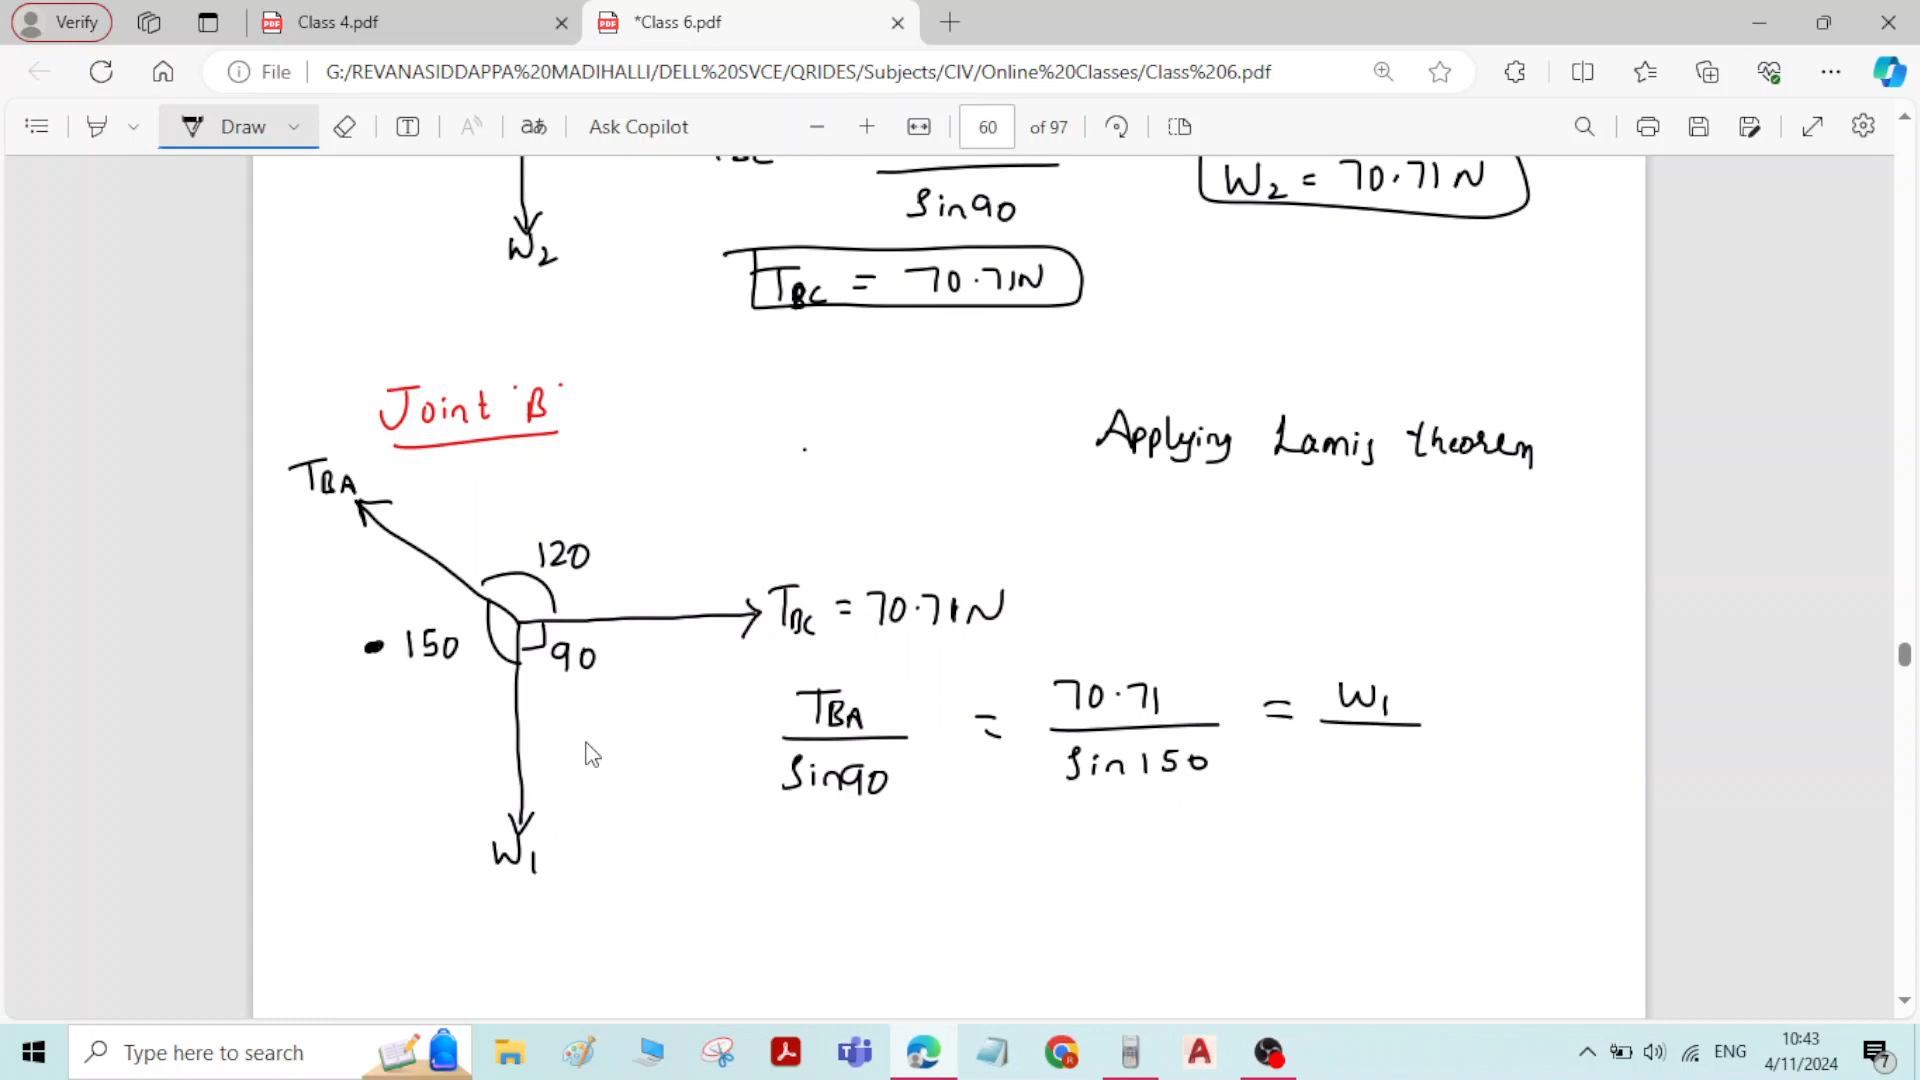 Verify
Class 4.pdf
*Class 6.pdf
File
G:/REVANASIDDAPPA%20MADIHALLI/DELL%20SVCE/QRIDES/Subjects/CIV/Online%20Classes/Class%206.pdf
Draw
Ask Copilot
60 of 97
W2
Sin90
W2 = 70.71N
TBC = 70.71N
Joint 'B'
Applying Lamis theorem
TBA
120
TBC = 70.71N
150
90
TBA = 70.71 = W1
Sin90 Sin150
W1
Type here to search
ENG
10:43
4/11/2024
7